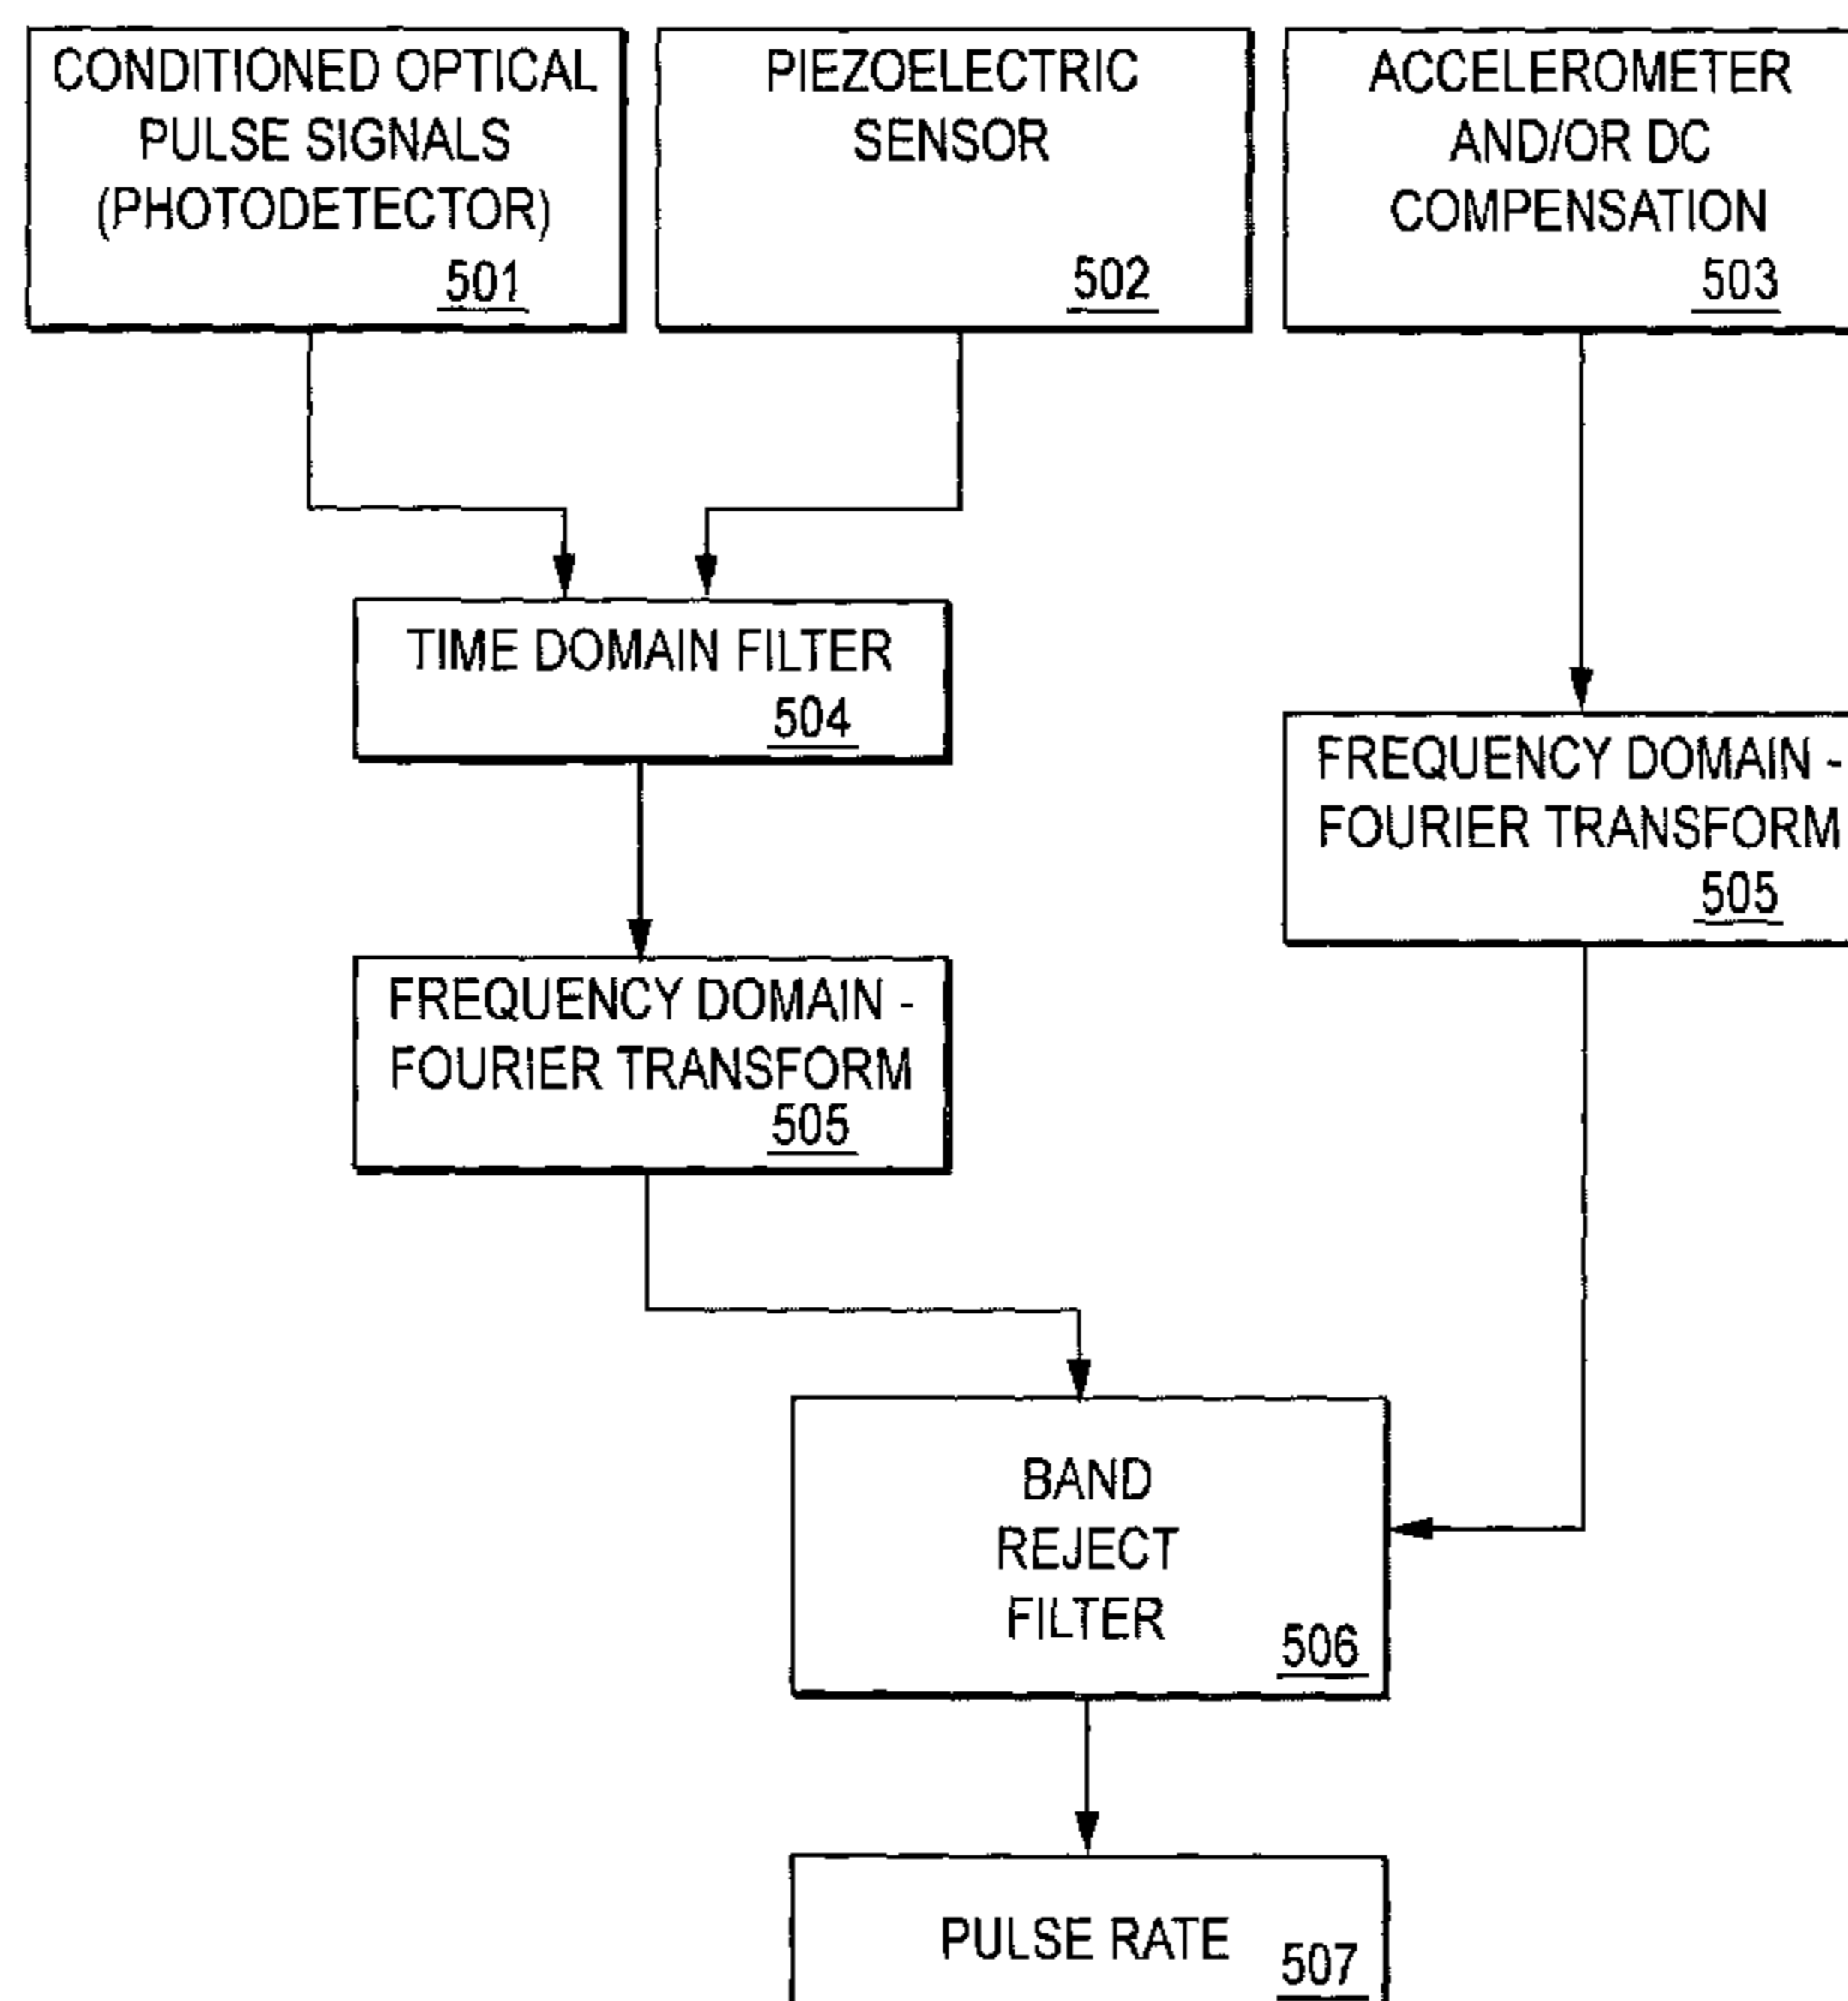 CONDITIONED OPTICAL
PULSE SIGNALS
(PHOTODETECTOR)
501
PIEZOELECTRIC
SENSOR
502
ACCELEROMETER
AND/OR DC
COMPENSATION
503
TIME DOMAIN FILTER
504
FREQUENCY DOMAIN -
FOURIER TRANSFORM
505
FREQUENCY DOMAIN -
FOURIER TRANSFORM
505
BAND
REJECT
FILTER
506
PULSE RATE
507